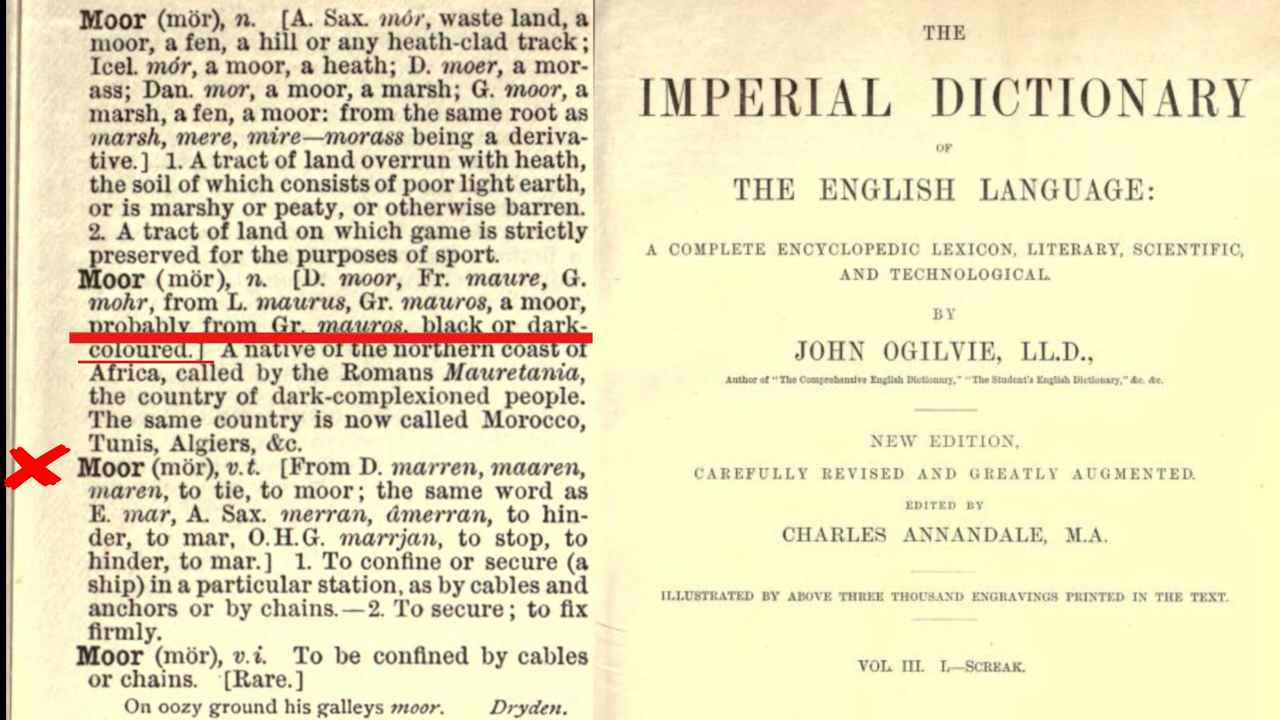 Moor (mör), n. [A. Sax. mór, waste land, a
moor, a fen, a hill or any heath-clad track;
Icel. mór, a moor, a heath; D. moer, a mor-
ass; Dan. mor, a moor, a marsh; G. moor, a
marsh, a fen, a moor: from the same root as
marsh, mere, mire—morass being a deriva-
tive.] 1. A tract of land overrun with heath,
the soil of which consists of poor light earth,
or is marshy or peaty, or otherwise barren.
2. A tract of land on which game is strictly
preserved for the purposes of sport.
Moor (mör), n. [D. moor, Fr. maure, G.
mohr, from L. maurus, Gr. mauros, a moor,
probably from Gr. mauros, black or dark-
coloured.] A native of the northern coast of
Africa, called by the Romans Mauretania,
the country of dark-complexioned people.
The same country is now called Morocco,
Tunis, Algiers, &c.
Moor (mör), v.t. [From D. marren, maaren,
maren, to tie, to moor; the same word as
E. mar, A. Sax. merran, âmerran, to hin-
der, to mar, O.H.G. marrjan, to stop, to
hinder, to mar.] 1. To confine or secure (a
ship) in a particular station, as by cables and
anchors or by chains.—2. To secure; to fix
firmly.
Moor (mör), v.i. To be confined by cables
or chains. [Rare.]
On oozy ground his galleys moor. Dryden.
THE
IMPERIAL DICTIONARY
OF
THE ENGLISH LANGUAGE:
A COMPLETE ENCYCLOPEDIC LEXICON, LITERARY, SCIENTIFIC,
AND TECHNOLOGICAL.
BY
JOHN OGILVIE, LL.D.,
Author of "The Comprehensive English Dictionary," "The Student's English Dictionary," &c. &c.
NEW EDITION,
CAREFULLY REVISED AND GREATLY AUGMENTED.
EDITED BY
CHARLES ANNANDALE, M.A.
ILLUSTRATED BY ABOVE THREE THOUSAND ENGRAVINGS PRINTED IN THE TEXT.
VOL. III. L—SCREAK.